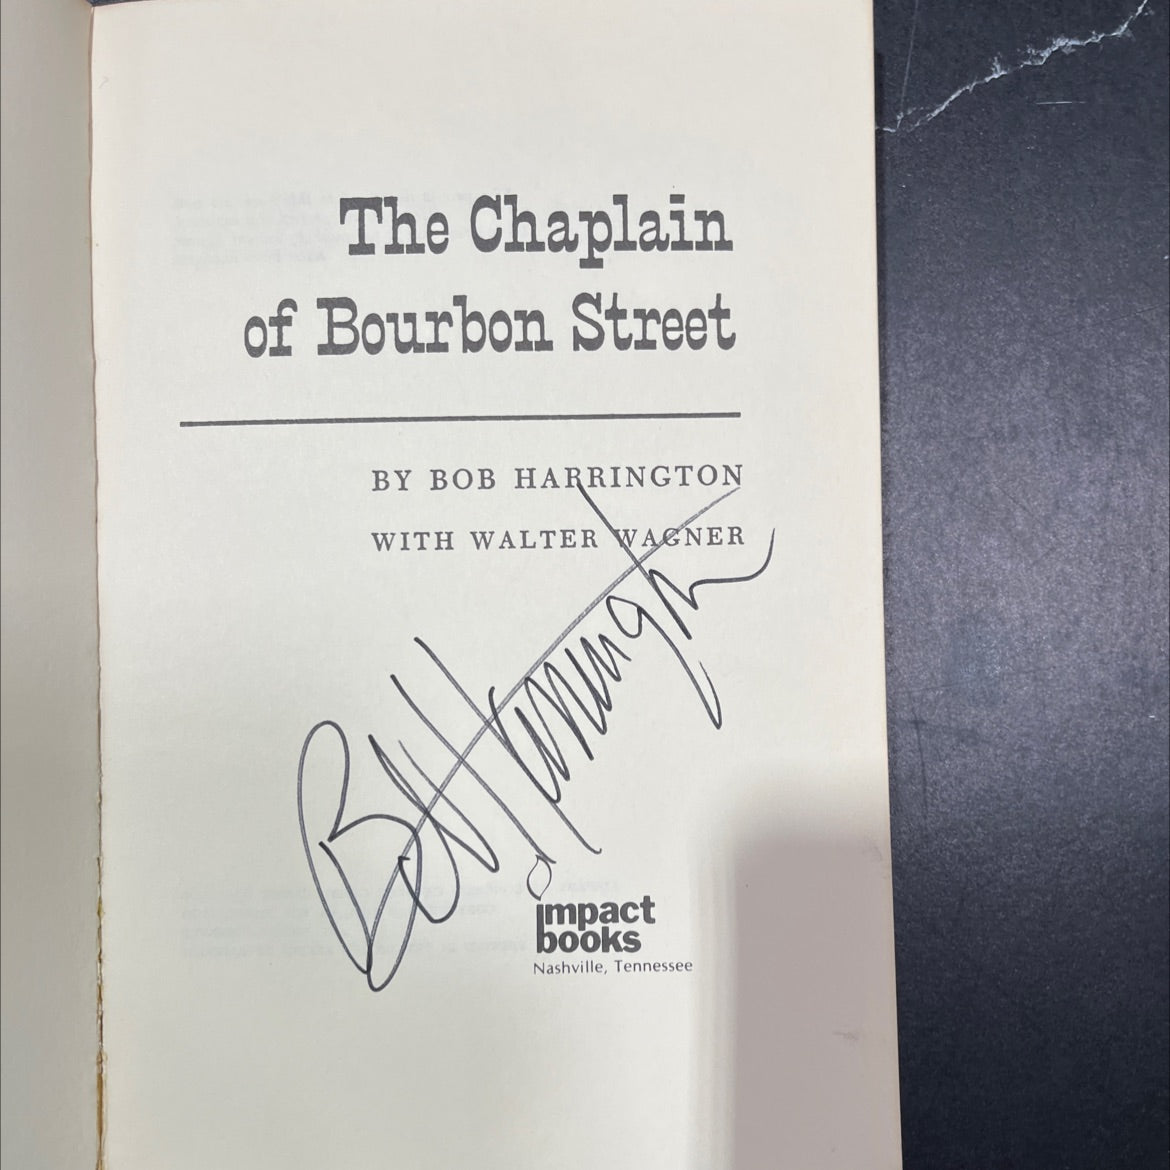 The Chaplain
of Bourbon Street
BY BOB HARRINGTON
WITH WALTER WAGNER
Bob Harrington
impact
books
Nashville, Tennessee